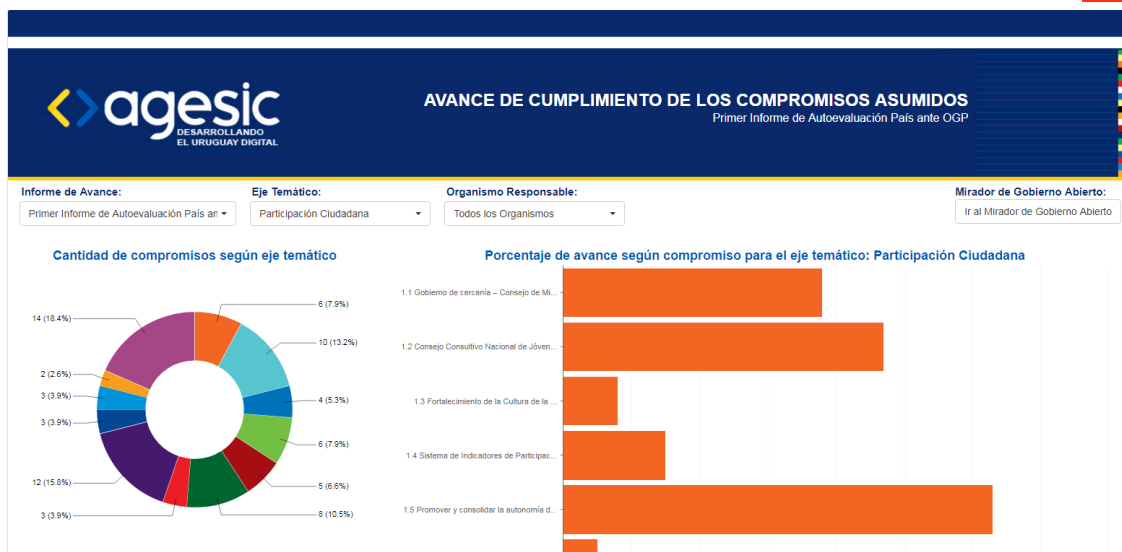 agesic
DESARROLLANDO
EL URUGUAY DIGITAL
AVANCE DE CUMPLIMIENTO DE LOS COMPROMISOS ASUMIDOS
Primer Informe de Autoevaluación País ante OGP
Informe de Avance:
Eje Temático:
Organismo Responsable:
Mirador de Gobierno Abierto:
Primer Informe de Autoevaluación País an
Participación Ciudadana
Todos los Organismos
Ir al Mirador de Gobierno Abierto
Cantidad de compromisos según eje temático
6 (7.9%)
10 (13.2%)
4 (5.3%)
6 (7.9%)
5 (6.6%)
8 (10.5%)
3 (3.9%)
12 (15.8%)
3 (3.9%)
3 (3.9%)
2 (2.6%)
14 (18.4%)
Porcentaje de avance según compromiso para el eje temático: Participación Ciudadana
1.1 Gobierno de cercanía – Consejo de Mi...
1.2 Consejo Consultivo Nacional de Jóven...
1.3 Fortalecimiento de la Cultura de la ...
1.4 Sistema de Indicadores de Participac...
1.5 Promover y consolidar la autonomía d...